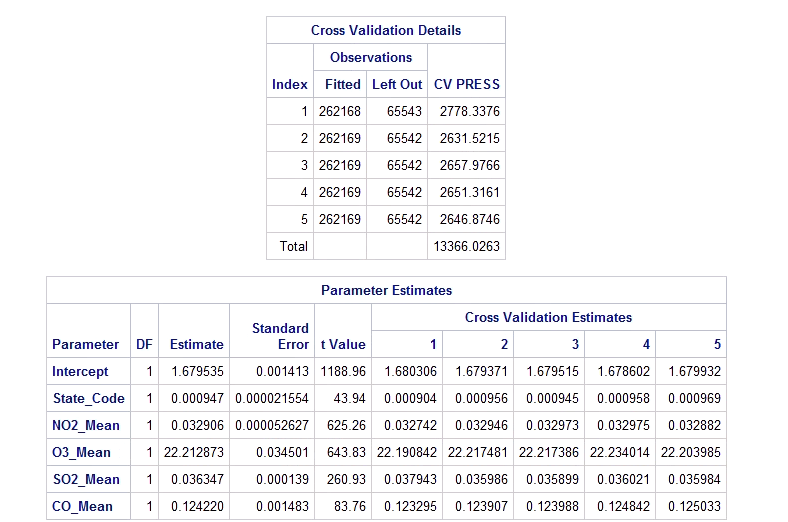 Cross Validation Details
Observations
Index Fitted Left Out CV PRESS
1 262168 65543 2778.3376
2 262169 65542 2631.5215
3 262169 65542 2657.9766
4 262169 65542 2651.3161
5 262169 65542 2646.8746
Total 13366.0263
Parameter Estimates
Cross Validation Estimates
Parameter DF Estimate Standard Error t Value 1 2 3 4 5
Intercept 1 1.679535 0.001413 1188.96 1.680306 1.679371 1.679515 1.678602 1.679932
State_Code 1 0.000947 0.000021554 43.94 0.000904 0.000956 0.000945 0.000958 0.000969
NO2_Mean 1 0.032906 0.000052627 625.26 0.032742 0.032946 0.032973 0.032975 0.032882
O3_Mean 1 22.212873 0.034501 643.83 22.190842 22.217481 22.217386 22.234014 22.203985
SO2_Mean 1 0.036347 0.000139 260.93 0.037943 0.035986 0.035899 0.036021 0.035984
CO_Mean 1 0.124220 0.001483 83.76 0.123295 0.123907 0.123988 0.124842 0.125033